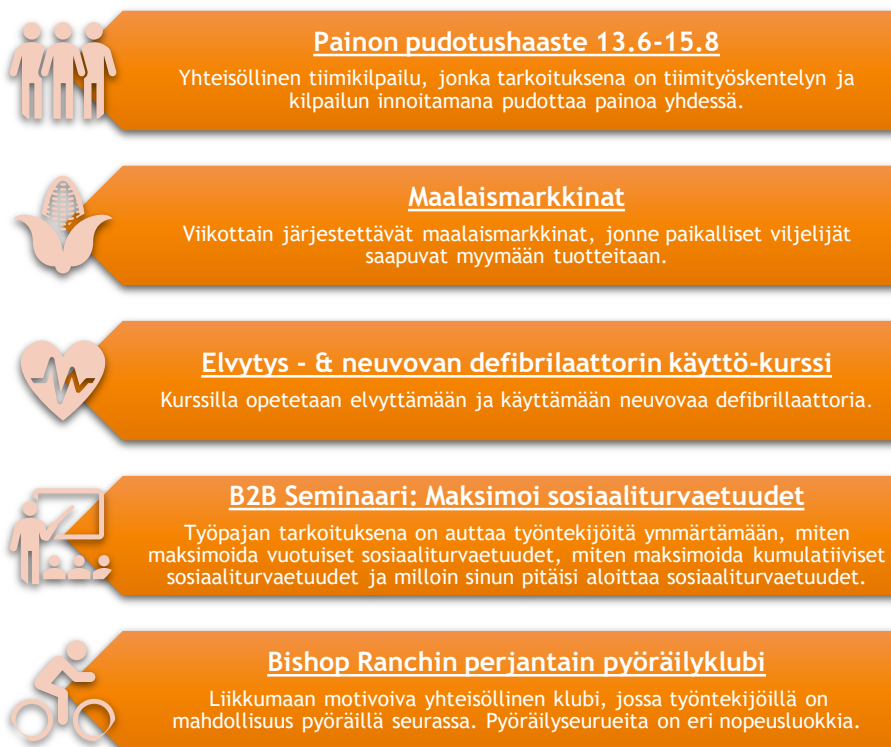 Painon pudotushaaste 13.6-15.8
Yhteisöllinen tiimikilpailu, jonka tarkoituksena on tiimityöskentelyn ja
kilpailun innoitamana pudottaa painoa yhdessä.
Maalaismarkkinat
Viikottain järjestettävät maalaismarkkinat, jonne paikalliset viljelijät
saapuvat myymään tuotteitaan.
Elvytys - & neuvovan defibrilaattorin käyttö-kurssi
Kurssilla opetetaan elvyttämään ja käyttämään neuvovaa defibrillaattoria.
B2B Seminaari: Maksimoi sosiaaliturvaetuudet
Työpajan tarkoituksena on auttaa työntekijöitä ymmärtämään, miten
maksimoida vuotuiset sosiaaliturvaetuudet, miten maksimoida kumulatiiviset
sosiaaliturvaetuudet ja milloin sinun pitäisi aloittaa sosiaaliturvaetuudet.
Bishop Ranchin perjantain pyöräilyklubi
Liikkumaan motivoiva yhteisöllinen klubi, jossa työntekijöillä on
mahdollisuus pyöräillä seurassa. Pyöräilyseurueita on eri nopeusluokkia.